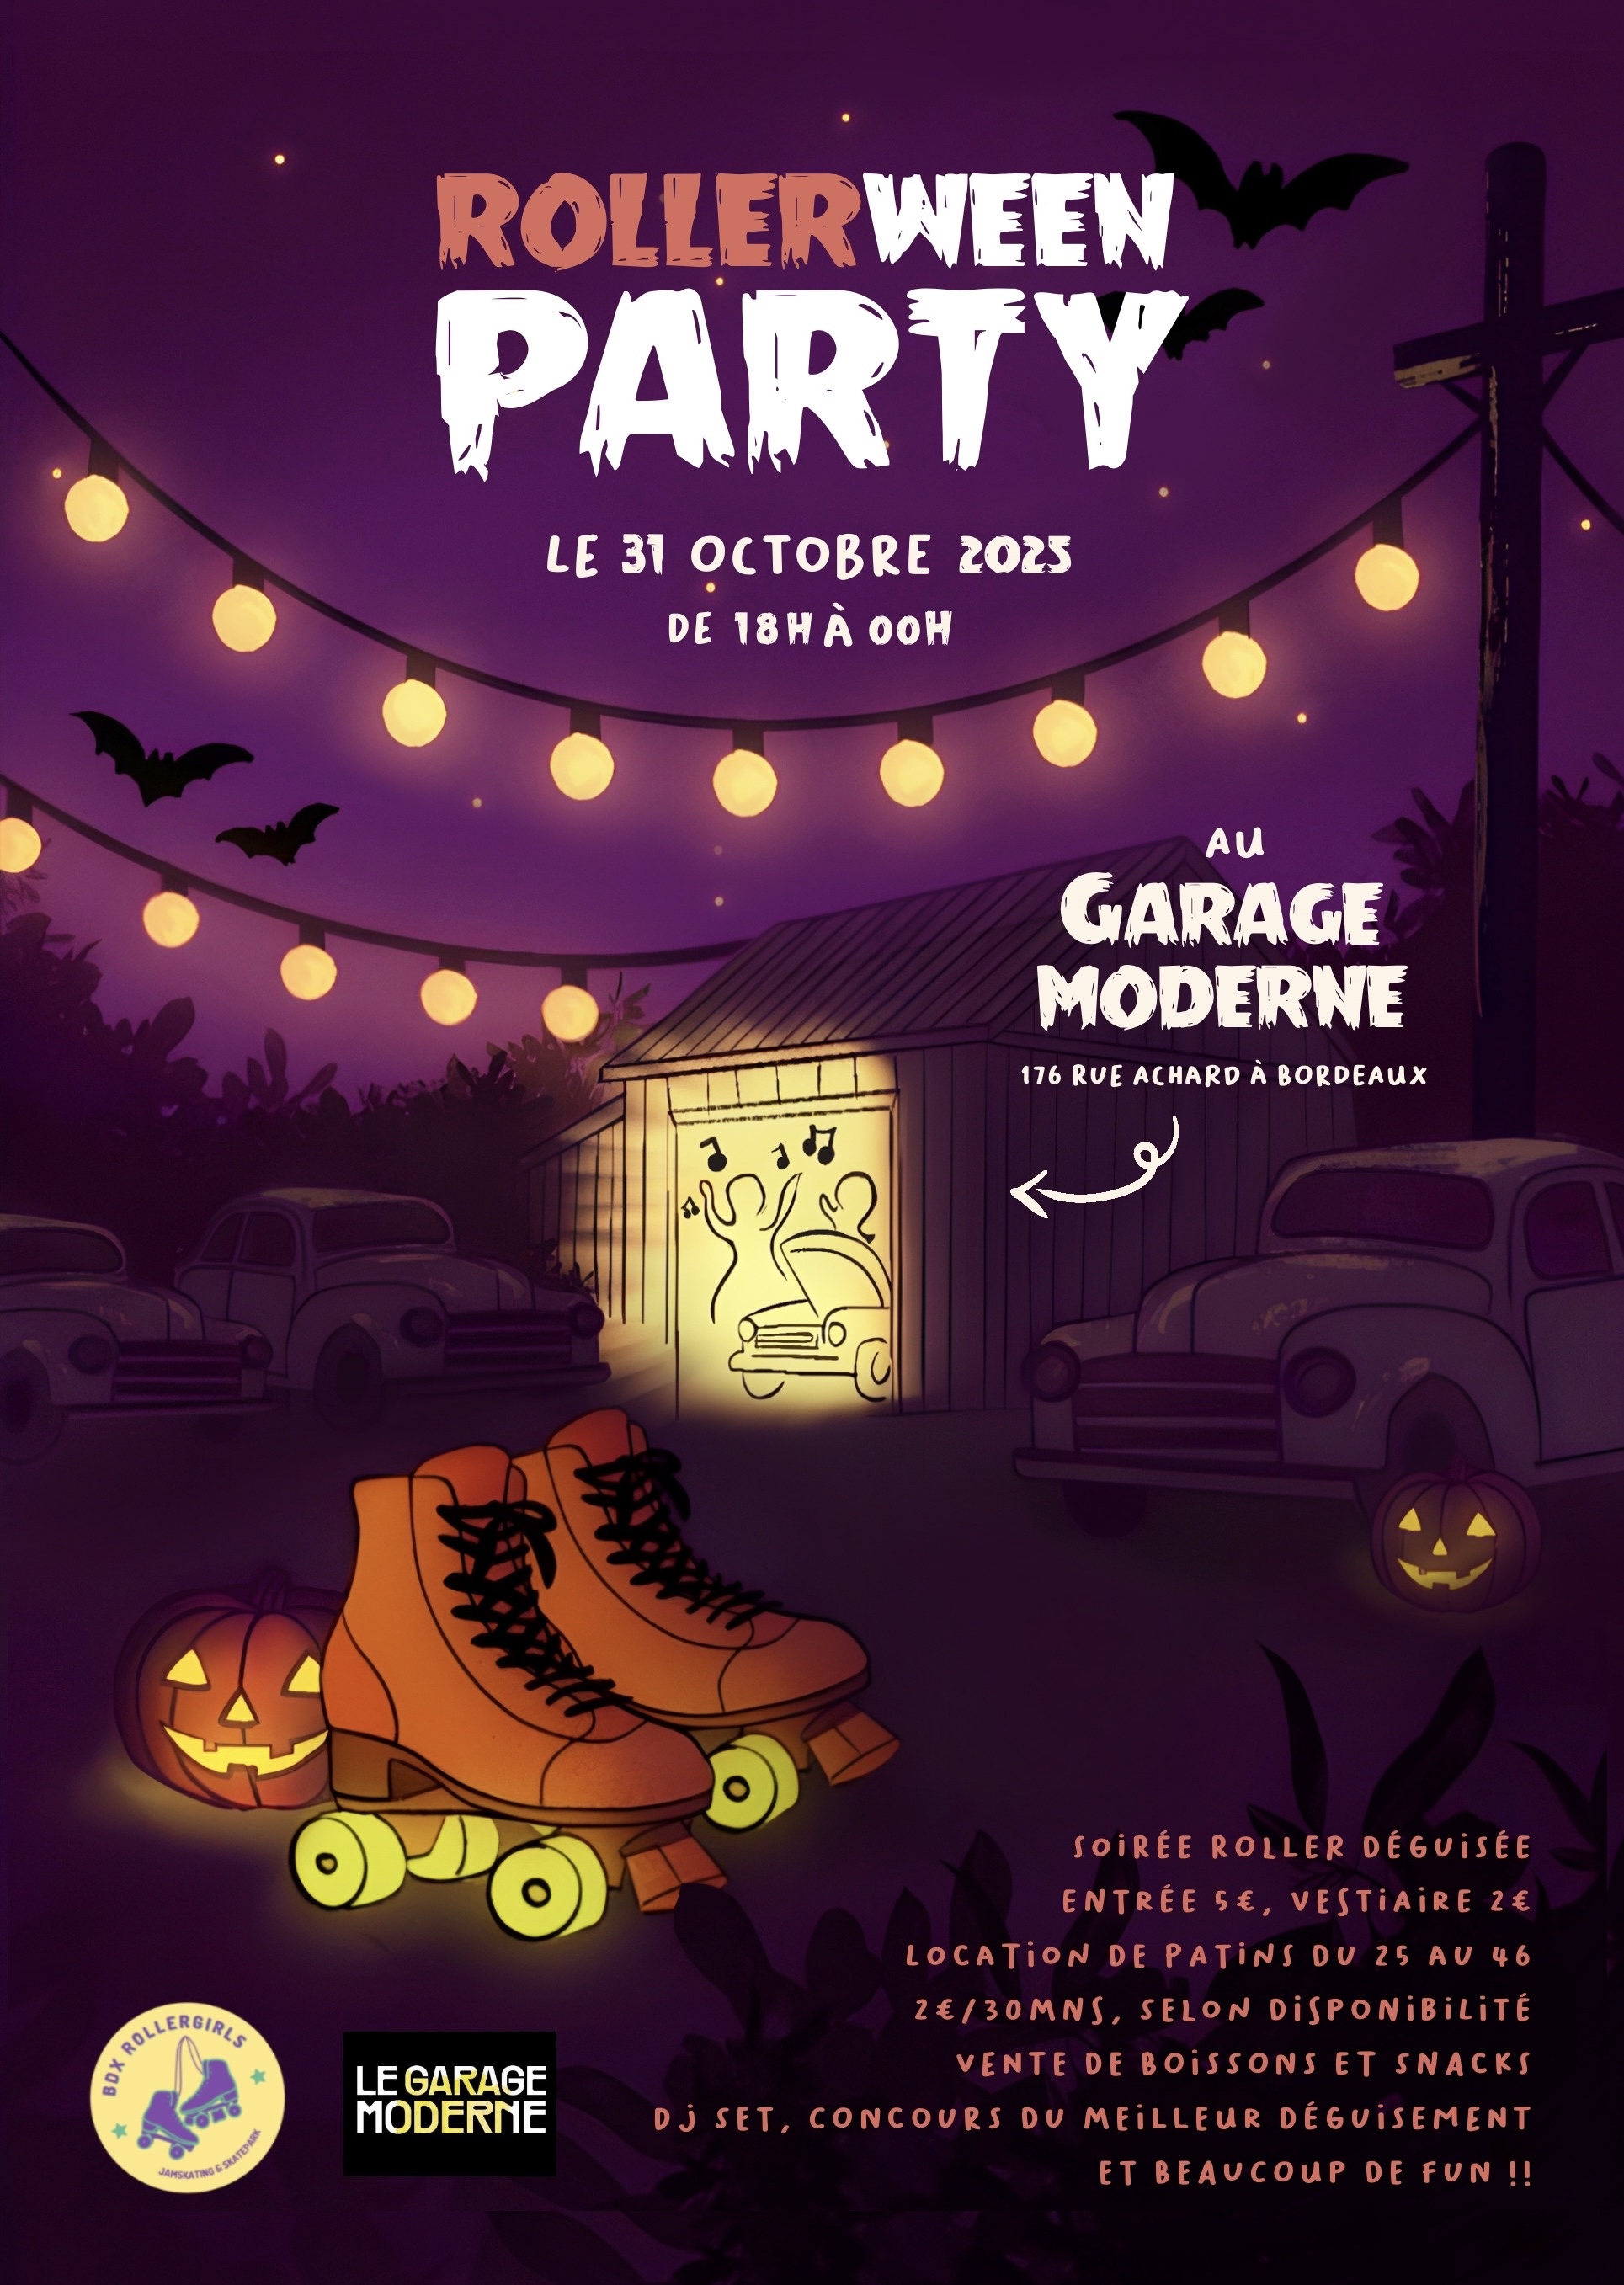 ROLLERWEEN
PARTY
LE 31 OCTOBRE 2025
DE 18H À 00H
AU
GARAGE
MODERNE
176 RUE ACHARD À BORDEAUX
SOIRÉE ROLLER DÉGUISÉE
ENTRÉE 5€, VESTIAIRE 2€
LOCATION DE PATINS DU 25 AU 46
2€/30MNS, SELON DISPONIBILITÉ
VENTE DE BOISSONS ET SNACKS
DJ SET, CONCOURS DU MEILLEUR DÉGUISEMENT
ET BEAUCOUP DE FUN !!
BDX ROLLERGIRLS
JAMSKATING & SKATEPARK
LE GARAGE
MODERNE